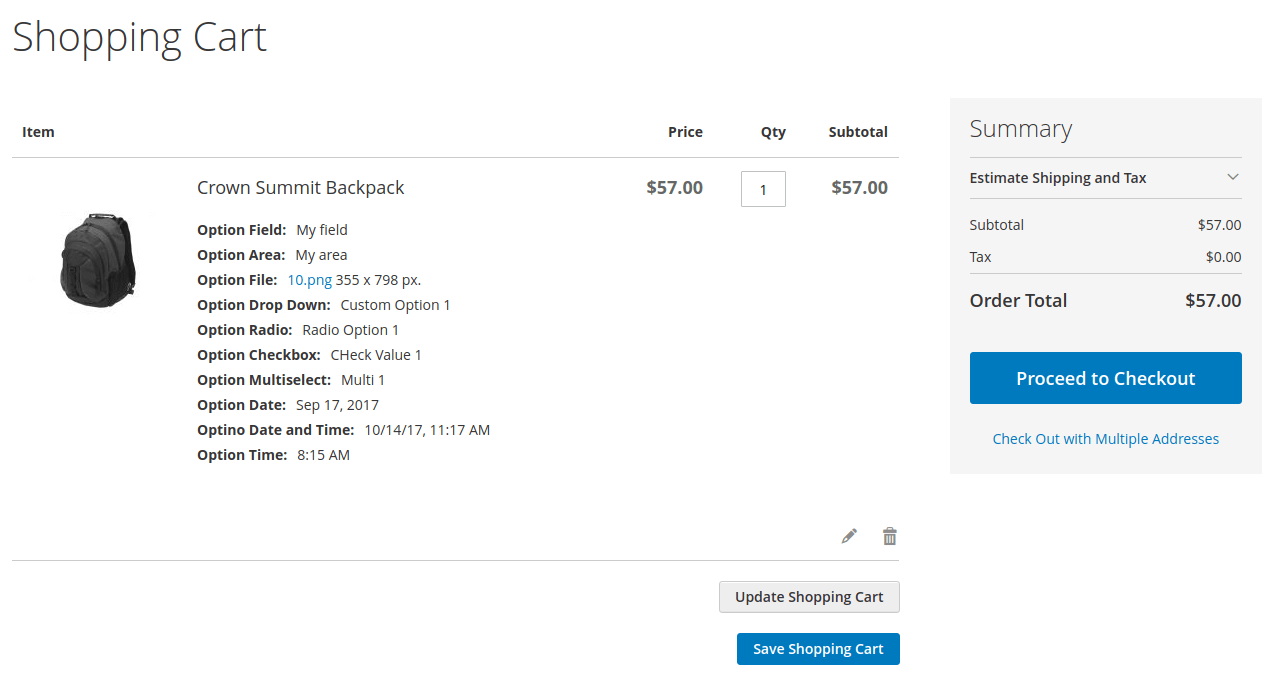 Shopping Cart
Item Price Qty Subtotal
Crown Summit Backpack $57.00 1 $57.00
Option Field: My field
Option Area: My area
Option File: 10.png 355 x 798 px.
Option Drop Down: Custom Option 1
Option Radio: Radio Option 1
Option Checkbox: CHeck Value 1
Option Multiselect: Multi 1
Option Date: Sep 17, 2017
Optino Date and Time: 10/14/17, 11:17 AM
Option Time: 8:15 AM
Update Shopping Cart
Save Shopping Cart
Summary
Estimate Shipping and Tax
Subtotal $57.00
Tax $0.00
Order Total $57.00
Proceed to Checkout
Check Out with Multiple Addresses